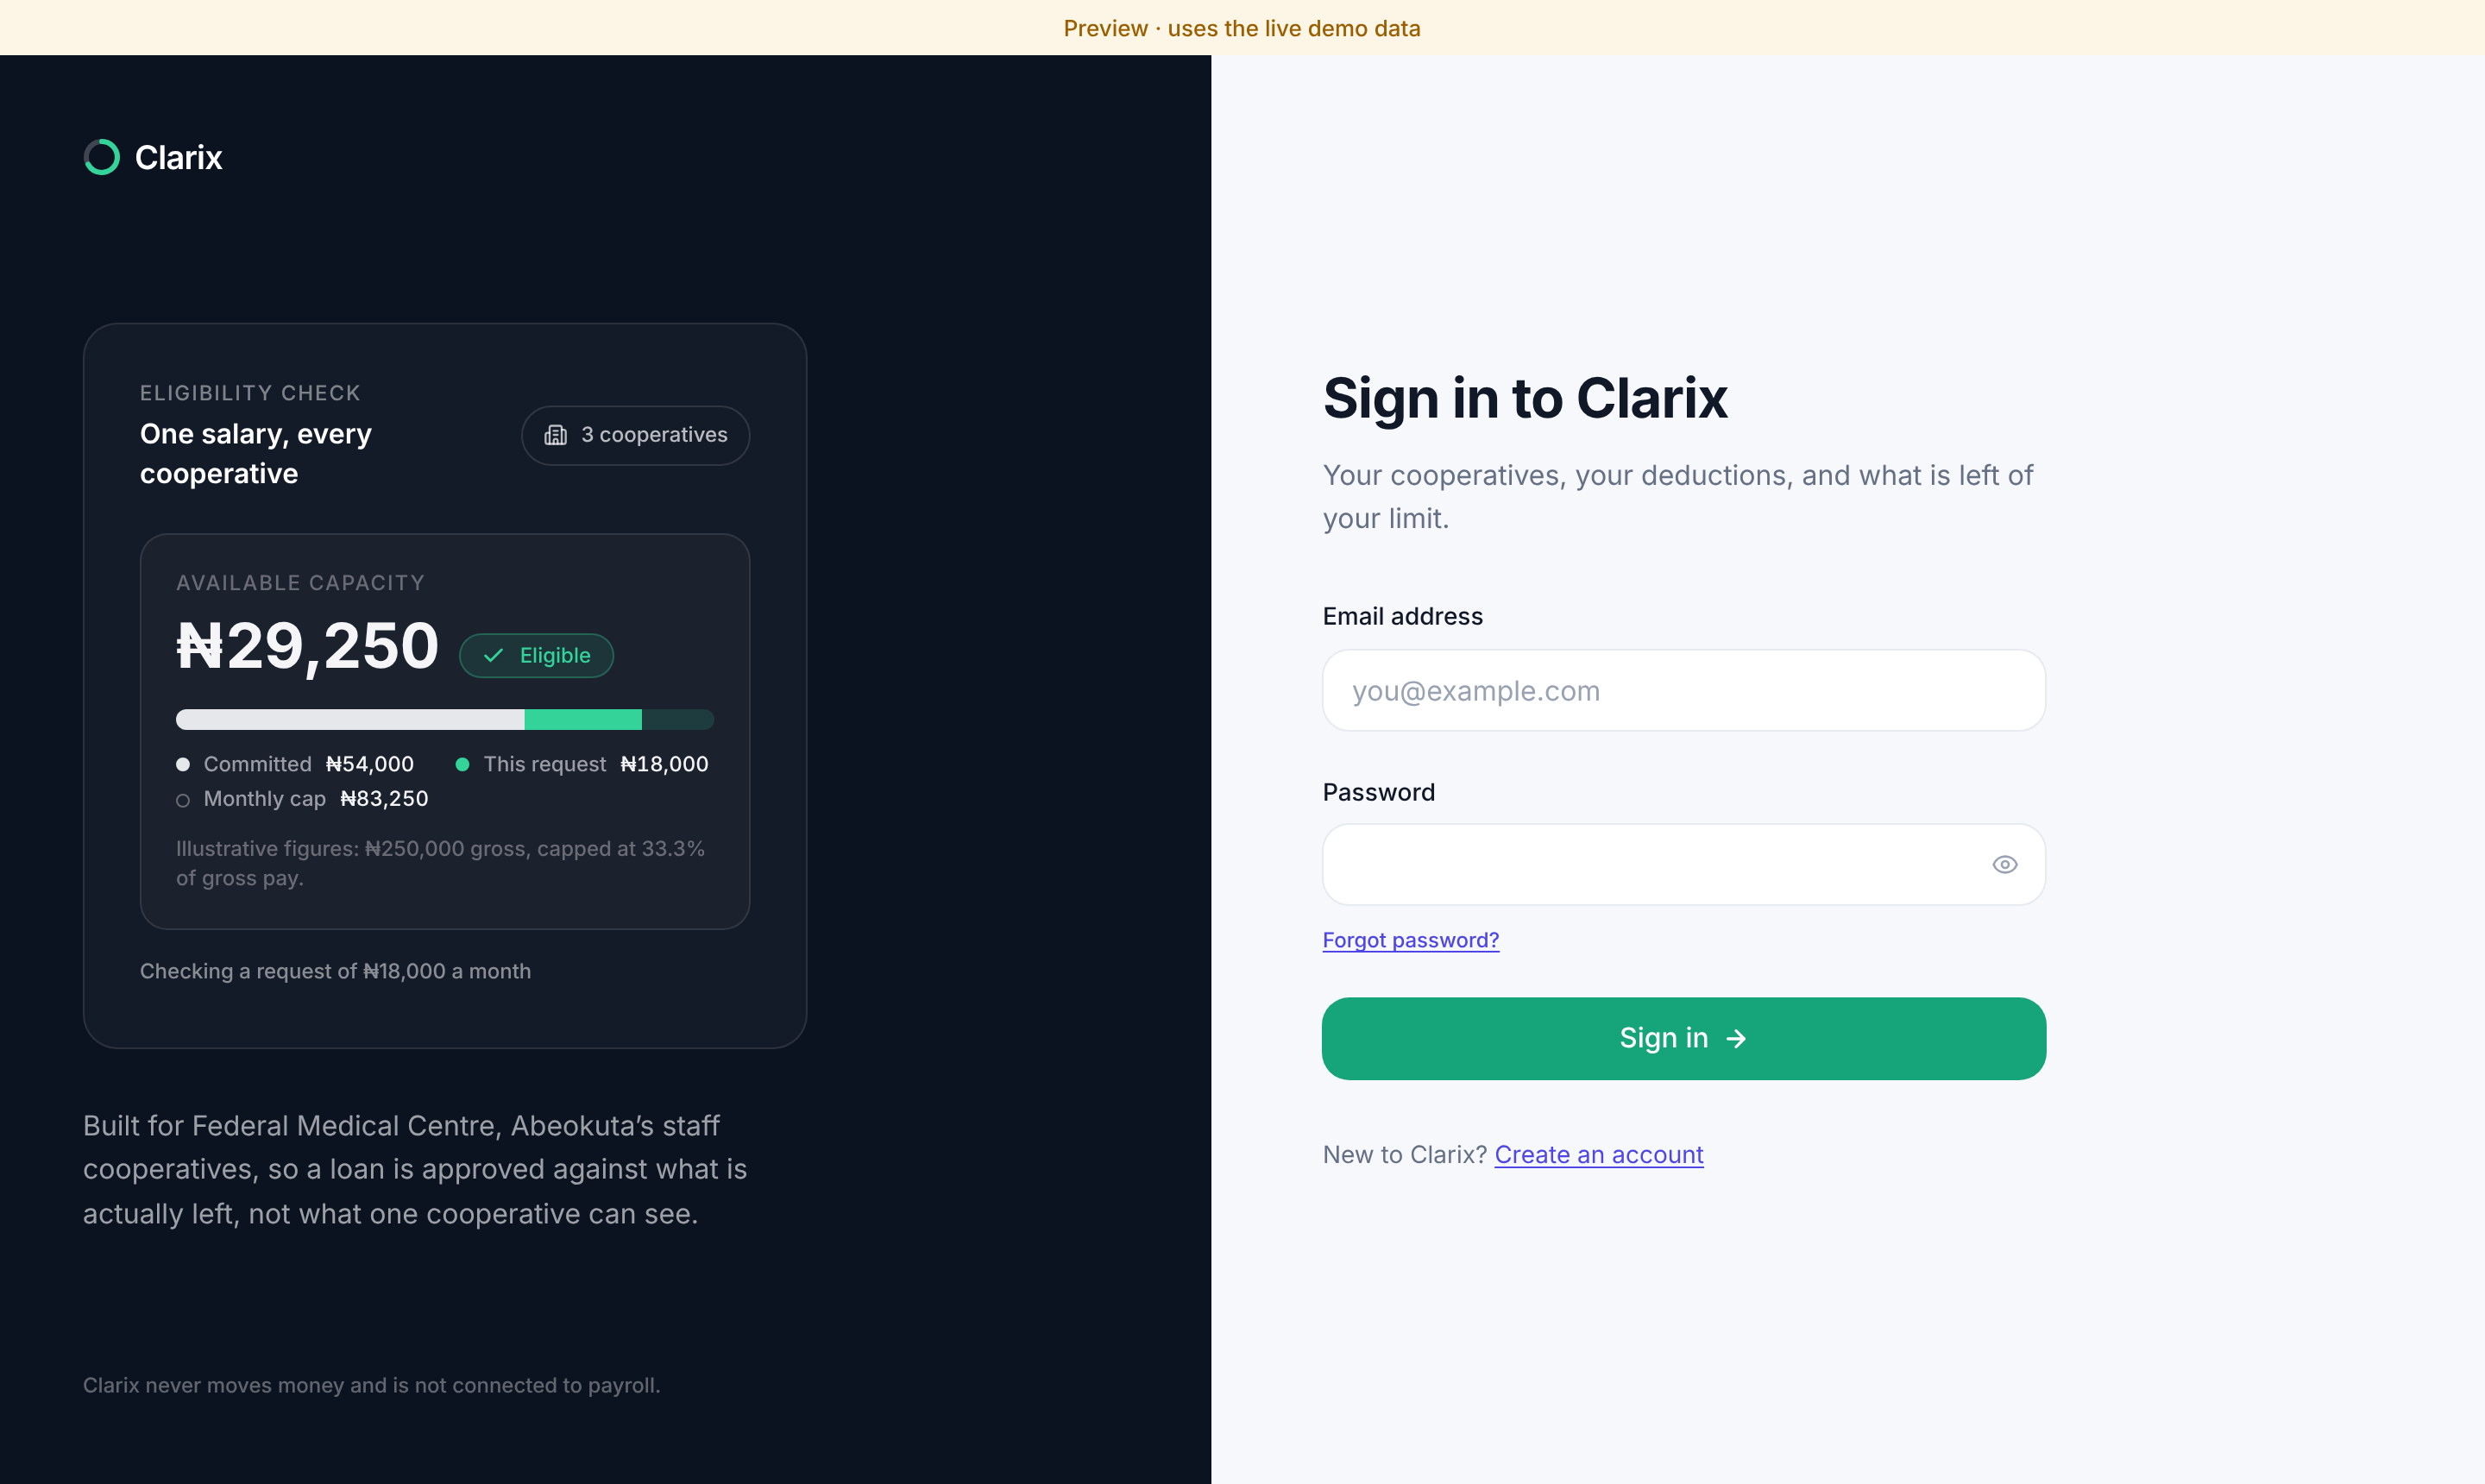 Preview · uses the live demo data
Clarix
ELIGIBILITY CHECK
One salary, every
cooperative
3 cooperatives
AVAILABLE CAPACITY
₦29,250
Eligible
Committed ₦54,000
This request ₦18,000
Monthly cap ₦83,250
Illustrative figures: ₦250,000 gross, capped at 33.3%
of gross pay.
Checking a request of ₦18,000 a month
Built for Federal Medical Centre, Abeokuta’s staff
cooperatives, so a loan is approved against what is
actually left, not what one cooperative can see.
Clarix never moves money and is not connected to payroll.
Sign in to Clarix
Your cooperatives, your deductions, and what is left of
your limit.
Email address
you@example.com
Password
Forgot password?
Sign in →
New to Clarix? Create an account